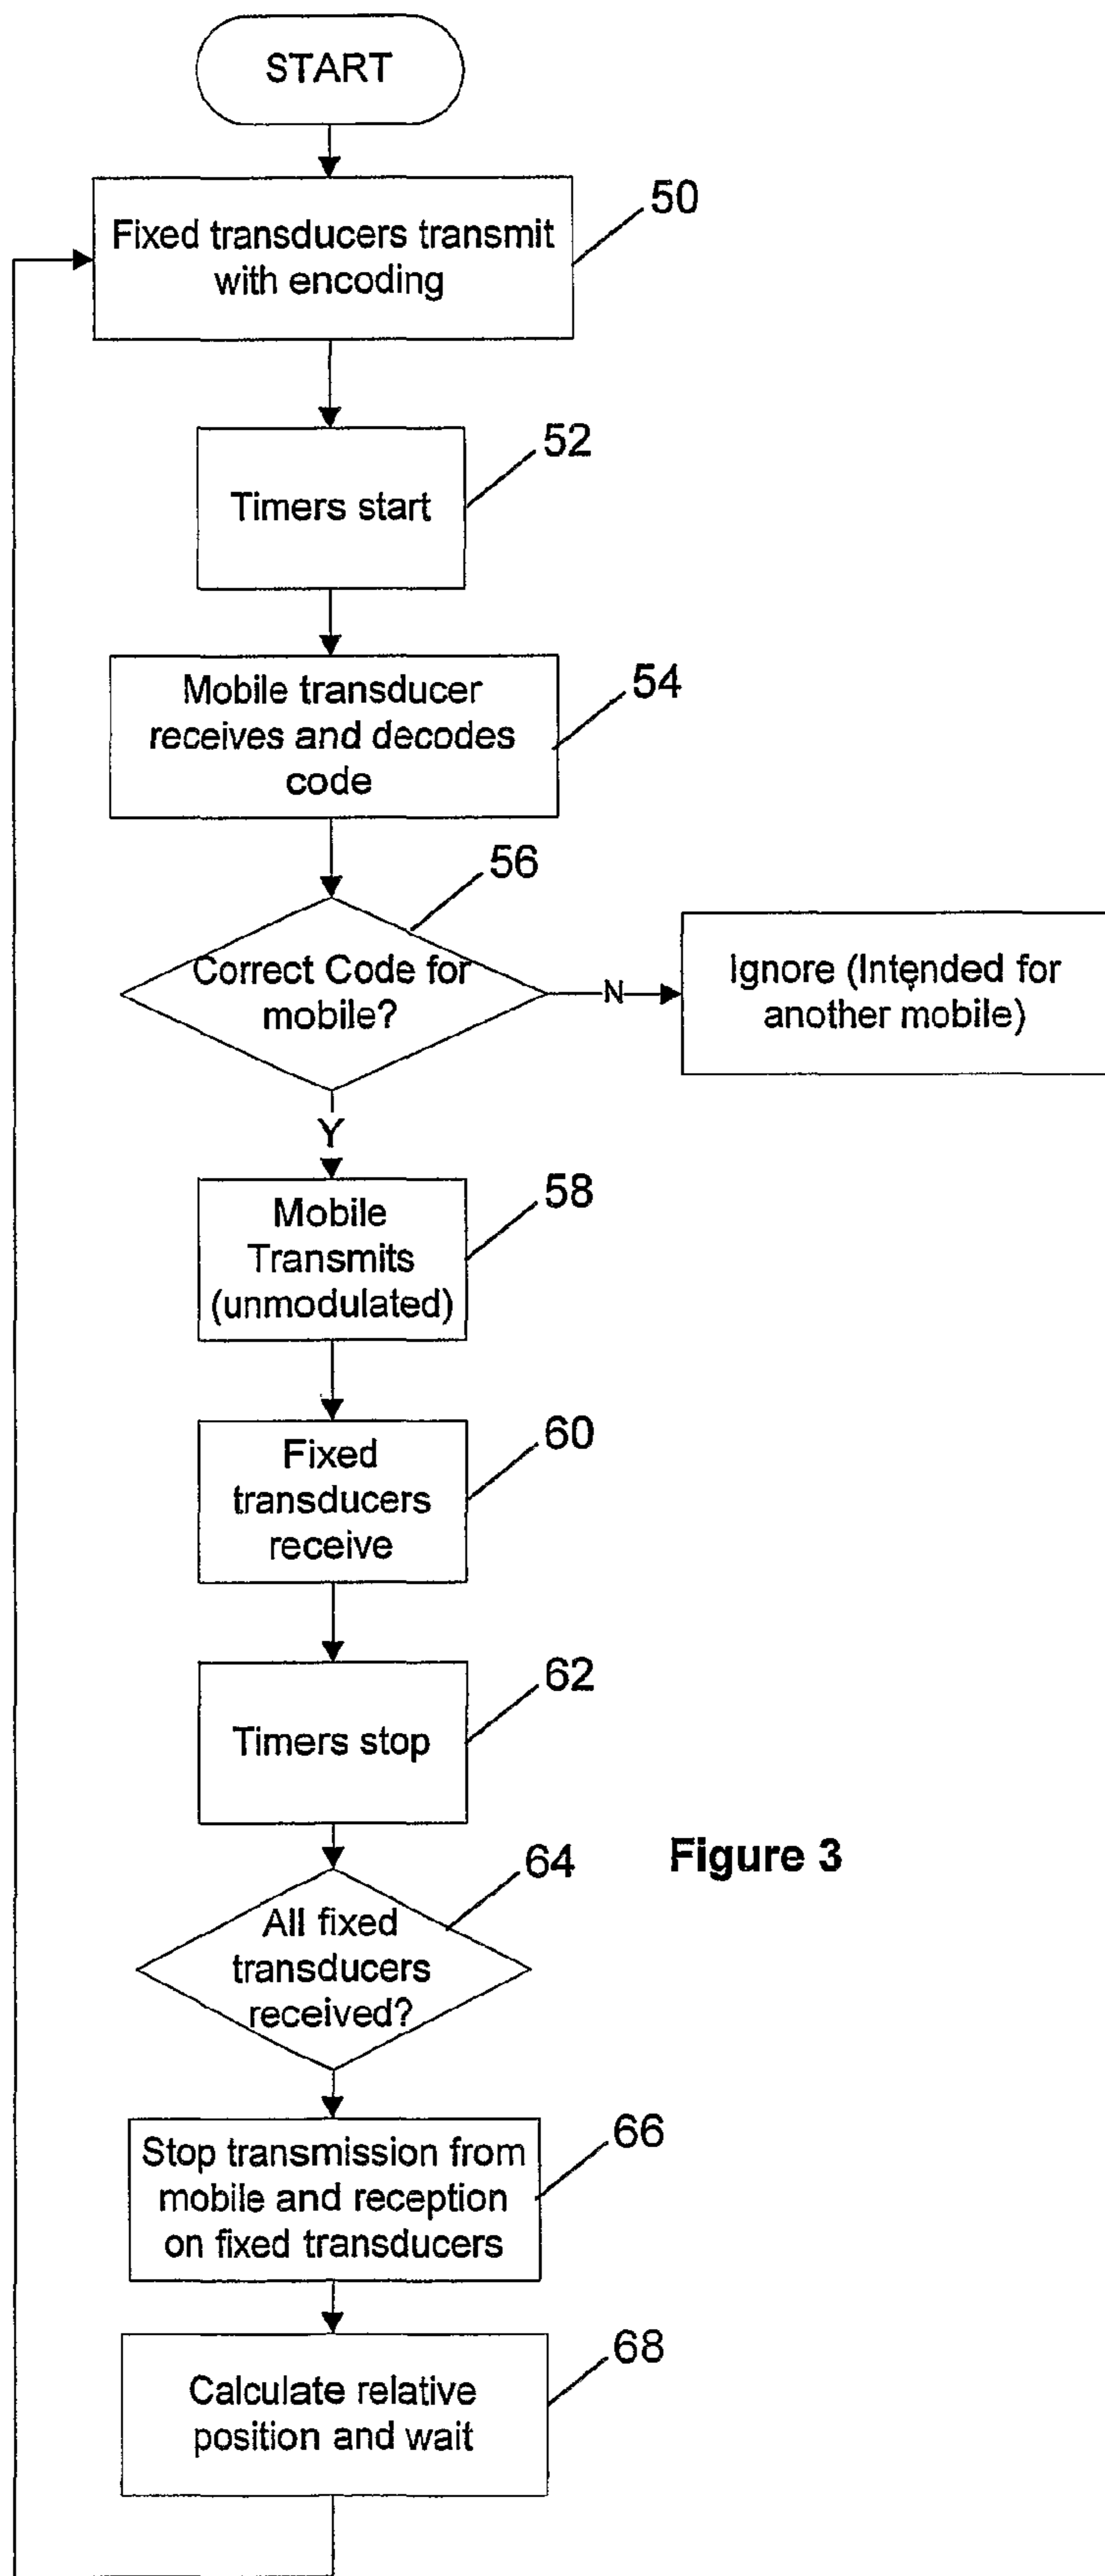 START
50
Fixed transducers transmit
with encoding
52
Timers start
54
Mobile transducer
receives and decodes
code
56
Correct Code for
mobile?
N
Ignore (Intended for
another mobile)
Y
58
Mobile
Transmits
(unmodulated)
60
Fixed
transducers
receive
62
Timers stop
Figure 3
64
All fixed
transducers
received?
66
Stop transmission from
mobile and reception
on fixed transducers
68
Calculate relative
position and wait